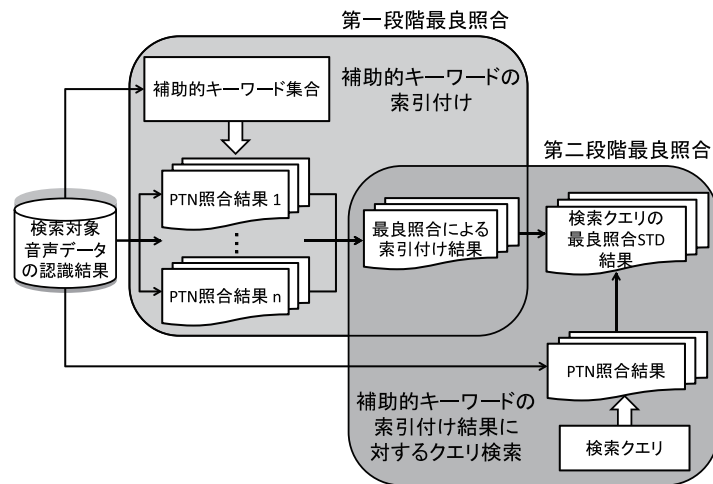 第一段階最良照合
補助的キーワード集合
補助的キーワードの
索引付け
第二段階最良照合
PTN照合結果 1
⋮
PTN照合結果 n
検索対象
音声データ
の認識結果
最良照合による
索引付け結果
検索クエリの
最良照合STD
結果
PTN照合結果
補助的キーワードの
索引付け結果に
対するクエリ検索
検索クエリ